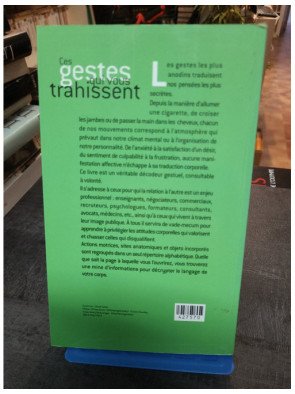 Ces
gestes
qui vous
trahissent
Les gestes les plus
anodins traduisent
nos pensées les plus
secrètes.
Depuis la manière d'allumer
une cigarette, de croiser
les jambes ou de passer la main dans les cheveux, chacun
de nos mouvements correspond à l'atmosphère qui
prévaut dans notre climat mental ou à l'organisation de
notre personnalité. De l'anxiété à la satisfaction d'un désir,
du sentiment de culpabilité à la frustration, aucune mani-
festation affective n'échappe à sa traduction corporelle.
Ce livre est un véritable décodeur gestuel, consultable
à volonté.
Il s'adresse à ceux pour qui la relation à l'autre est un enjeu
professionnel : enseignants, négociateurs, commerciaux,
recruteurs, psychologues, formateurs, consultants,
avocats, médecins, etc., ainsi qu'à ceux qui vivent à travers
leur image publique. À tous il servira de vade-mecum pour
apprendre à privilégier les attitudes corporelles qui valorisent
et chasser celles qui disqualifient.
Actions motrices, sites anatomiques et objets incorporés
sont regroupés dans un seul répertoire alphabétique. Quelle
que soit la page à laquelle vous l'ouvrirez, vous trouverez
une mine d'informations pour décrypter le langage de
votre corps.
427570